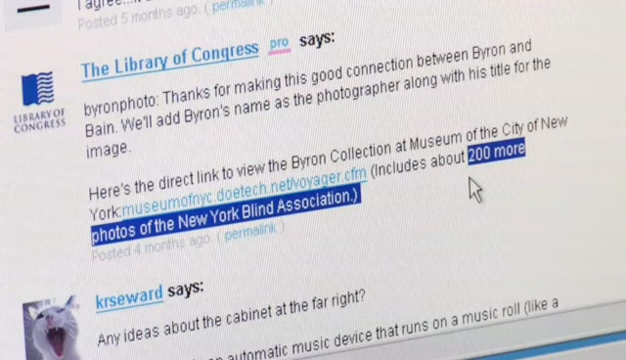 I agree...
Posted 5 months ago. ( permalink )
The Library of Congress pro says:
LIBRARY OF
CONGRESS
byronphoto: Thanks for making this good connection between Byron and
Bain. We'll add Byron's name as the photographer along with his title for the
image.
Here's the direct link to view the Byron Collection at Museum of the City of New
York:museumofnyc.doetech.net/voyager.cfm (Includes about 200 more
photos of the New York Blind Association.)
Posted 4 months ago. ( permalink )
krseward says:
Any ideas about the cabinet at the far right?
automatic music device that runs on a music roll (like a